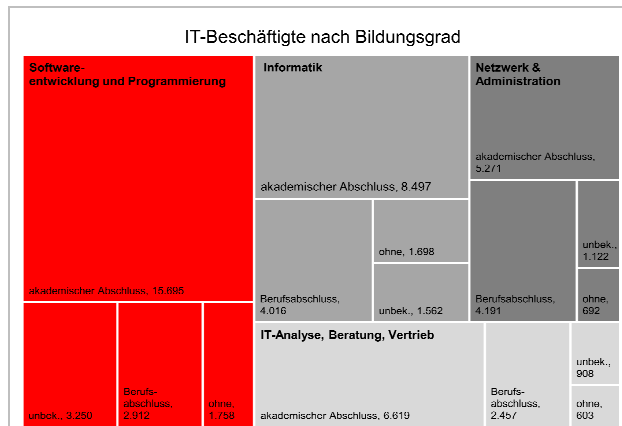 IT-Beschäftigte nach Bildungsgrad
Software-
entwicklung und Programmierung
akademischer Abschluss, 15.695
unbek., 3.250
Berufs-
abschluss,
2.912
ohne,
1.758
Informatik
akademischer Abschluss, 8.497
Berufsabschluss,
4.016
ohne, 1.698
unbek., 1.562
Netzwerk &
Administration
akademischer Abschluss,
5.271
Berufsabschluss,
4.191
unbek.,
1.122
ohne,
692
IT-Analyse, Beratung, Vertrieb
akademischer Abschluss, 6.619
Berufs-
abschluss,
2.457
unbek.,
908
ohne,
603